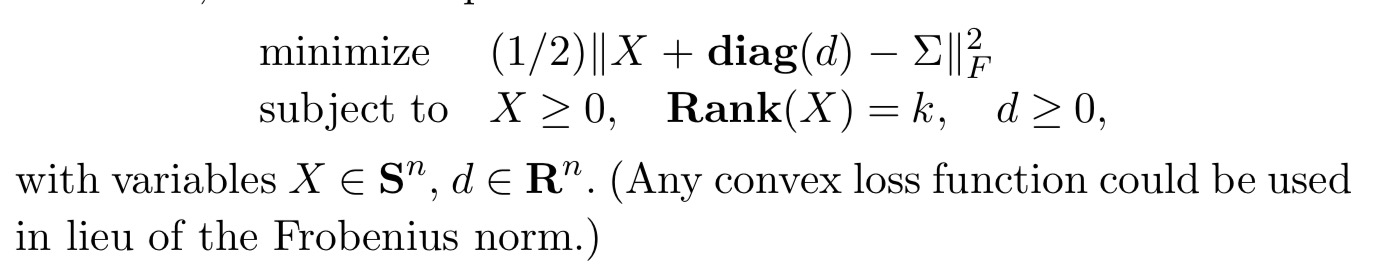 minimize (1/2)‖X + diag(d) − Σ‖²_F
subject to X ≥ 0, Rank(X) = k, d ≥ 0,
with variables X ∈ Sⁿ, d ∈ Rⁿ. (Any convex loss function could be used
in lieu of the Frobenius norm.)